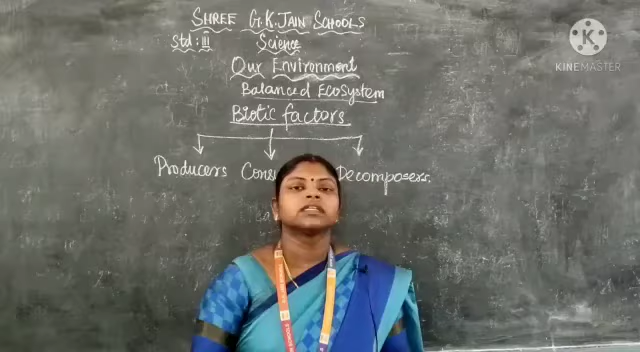 SHREE G.K.JAIN SCHOOLS
Std: III Science
Our Environment
Balanced Ecosystem
Biotic factors
Producers Decomposers
KINEMASTER